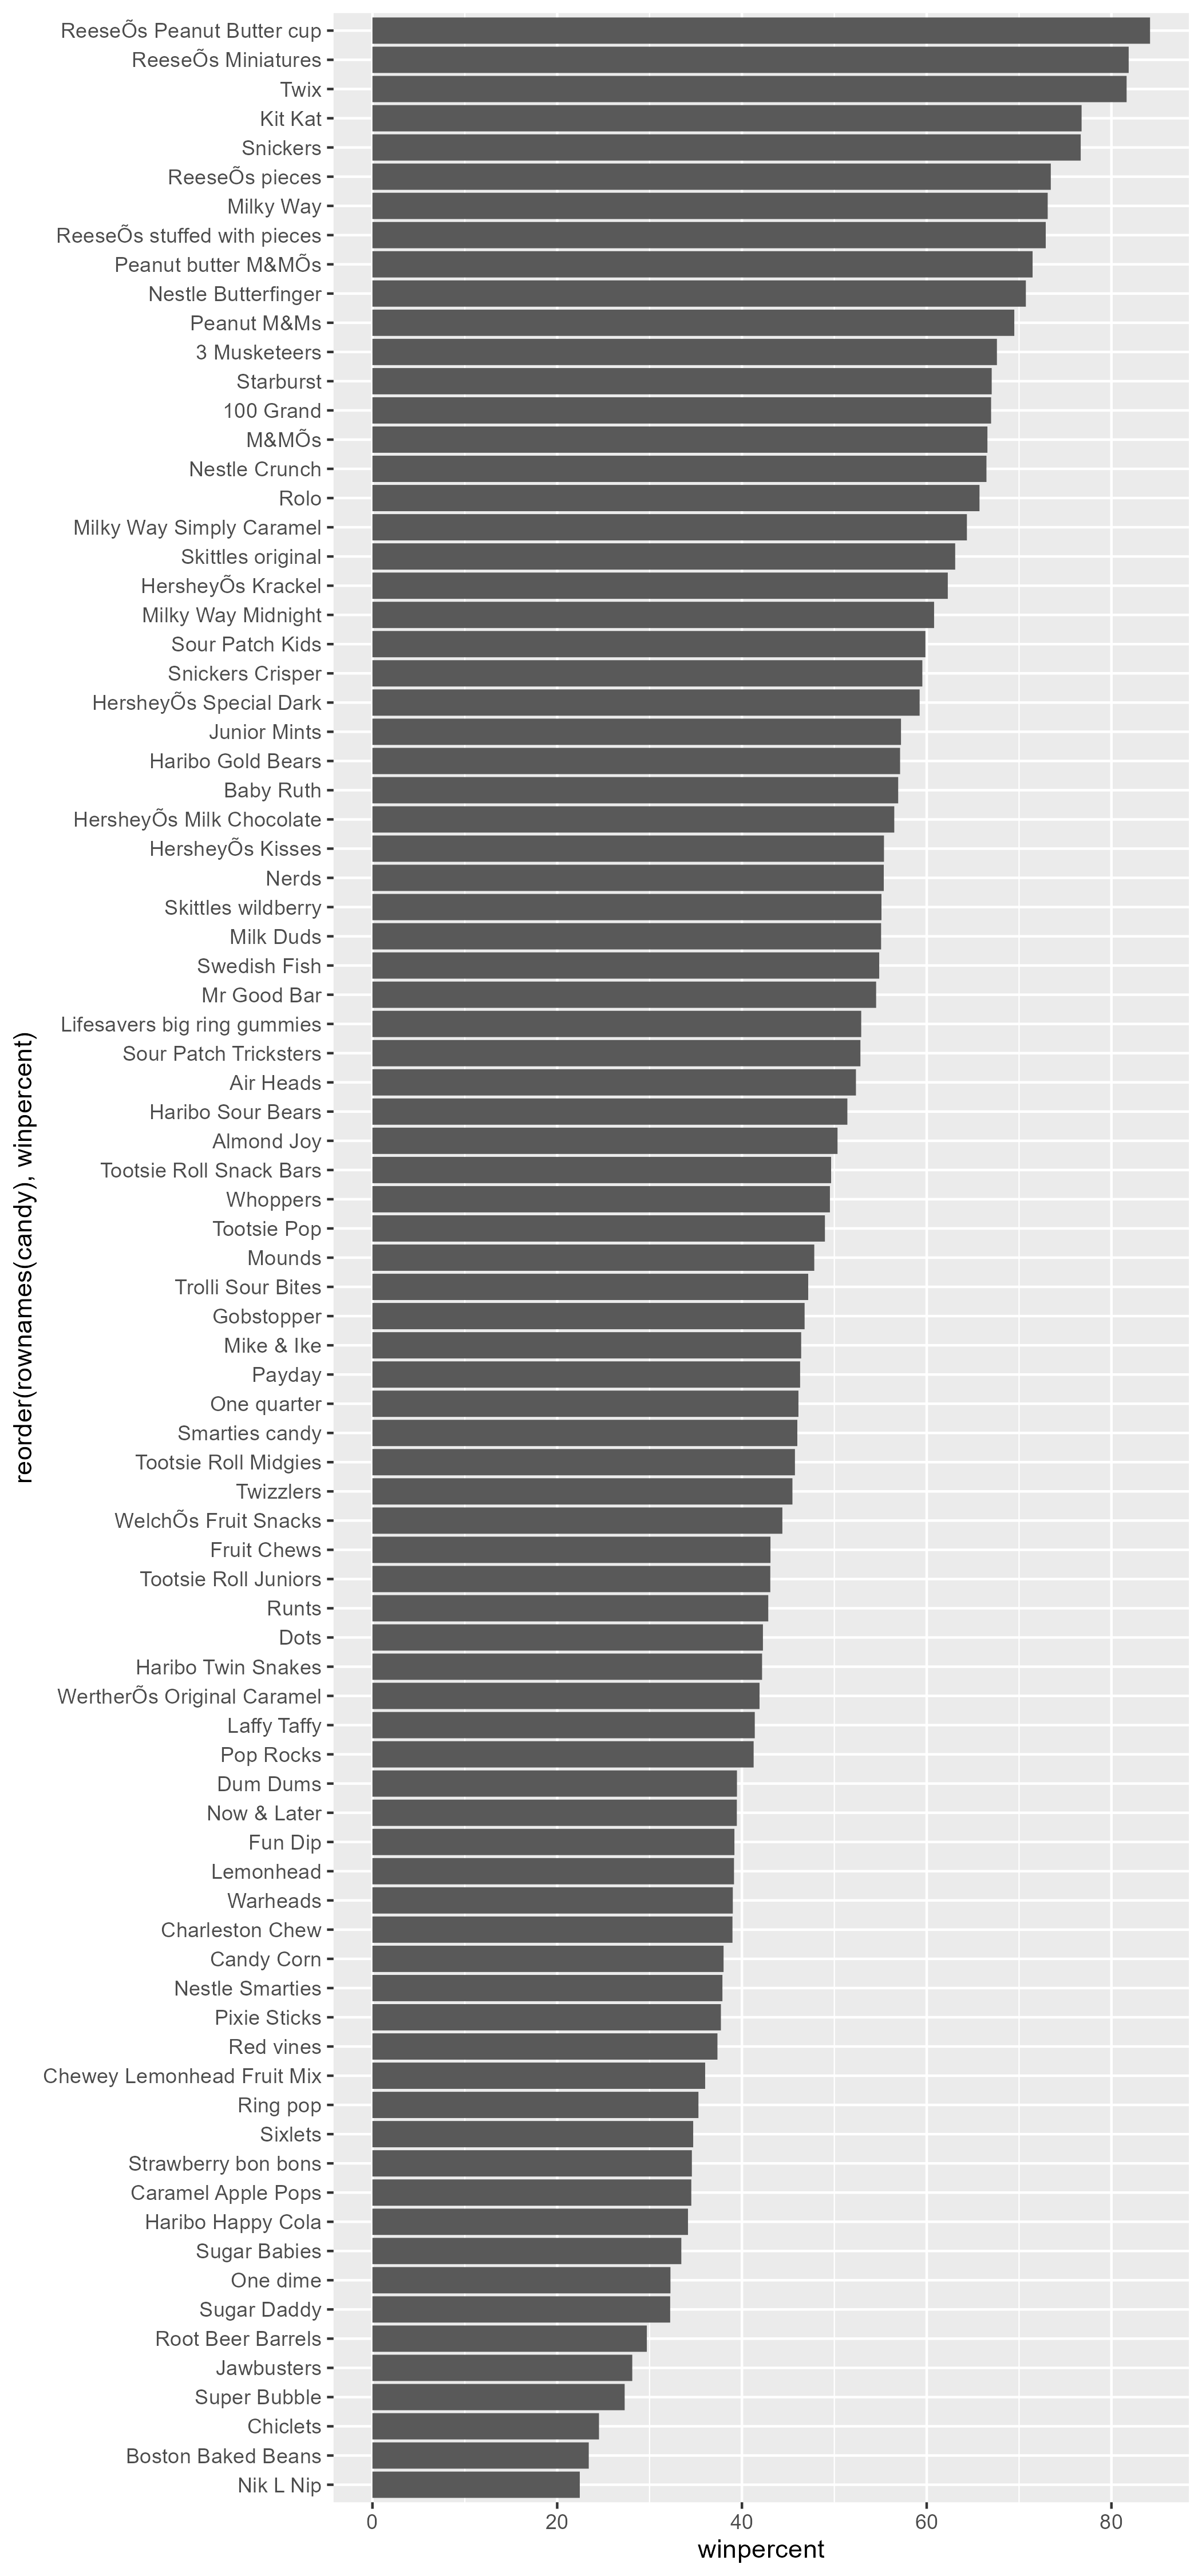 ReeseÕs Peanut Butter cup
ReeseÕs Miniatures
Twix
Kit Kat
Snickers
ReeseÕs pieces
Milky Way
ReeseÕs stuffed with pieces
Peanut butter M&MÕs
Nestle Butterfinger
Peanut M&Ms
3 Musketeers
Starburst
100 Grand
M&MÕs
Nestle Crunch
Rolo
Milky Way Simply Caramel
Skittles original
HersheyÕs Krackel
Milky Way Midnight
Sour Patch Kids
Snickers Crisper
HersheyÕs Special Dark
Junior Mints
Haribo Gold Bears
Baby Ruth
HersheyÕs Milk Chocolate
HersheyÕs Kisses
Nerds
Skittles wildberry
Milk Duds
Swedish Fish
Mr Good Bar
Lifesavers big ring gummies
Sour Patch Tricksters
Air Heads
Haribo Sour Bears
Almond Joy
Tootsie Roll Snack Bars
Whoppers
Tootsie Pop
Mounds
Trolli Sour Bites
Gobstopper
Mike & Ike
Payday
One quarter
Smarties candy
Tootsie Roll Midgies
Twizzlers
WelchÕs Fruit Snacks
Fruit Chews
Tootsie Roll Juniors
Runts
Dots
Haribo Twin Snakes
WertherÕs Original Caramel
Laffy Taffy
Pop Rocks
Dum Dums
Now & Later
Fun Dip
Lemonhead
Warheads
Charleston Chew
Candy Corn
Nestle Smarties
Pixie Sticks
Red vines
Chewey Lemonhead Fruit Mix
Ring pop
Sixlets
Strawberry bon bons
Caramel Apple Pops
Haribo Happy Cola
Sugar Babies
One dime
Sugar Daddy
Root Beer Barrels
Jawbusters
Super Bubble
Chiclets
Boston Baked Beans
Nik L Nip
reorder(rownames(candy), winpercent)
0 20 40 60 80
winpercent